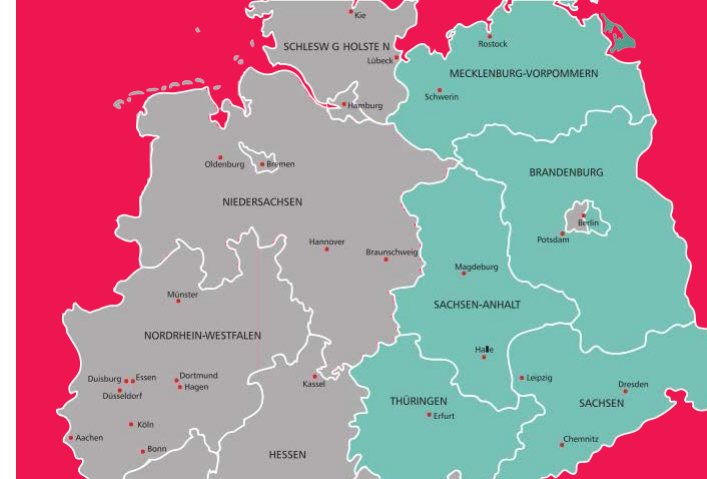 Kie
SCHLESW G HOLSTE N
Lübeck
Hamburg
Rostock
MECKLENBURG-VORPOMMERN
Schwerin
Oldenburg
Bremen
NIEDERSACHSEN
Hannover
Braunschweig
BRANDENBURG
Berlin
Potsdam
Magdeburg
SACHSEN-ANHALT
Halle
Münster
NORDRHEIN-WESTFALEN
Duisburg
Essen
Dortmund
Hagen
Düsseldorf
Köln
Aachen
Bonn
Kassel
HESSEN
THÜRINGEN
Erfurt
Leipzig
Dresden
SACHSEN
Chemnitz